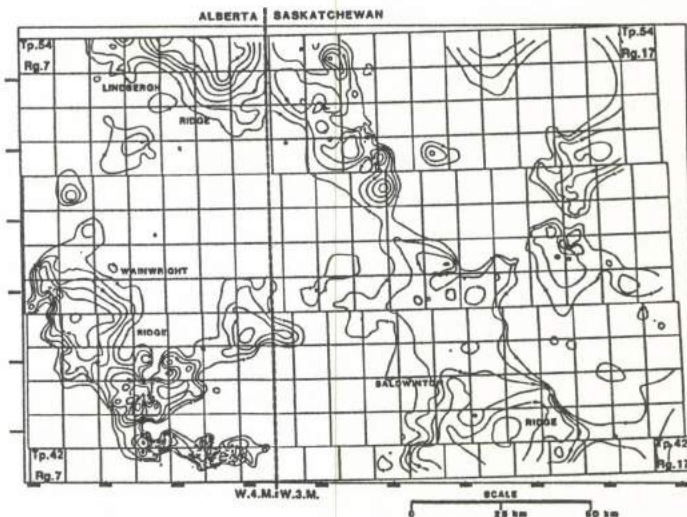 ALBERTA SASKATCHEWAN
Tp.54
Rg.7
Tp.54
Rg.17
LINDBERGH
RIDGE
WAINWRIGHT
RIDGE
BALDWINTON
RIDGE
Tp.42
Rg.7
Tp.42
Rg.17
W.4.M. W.3.M.
SCALE
0 25 km 50 km